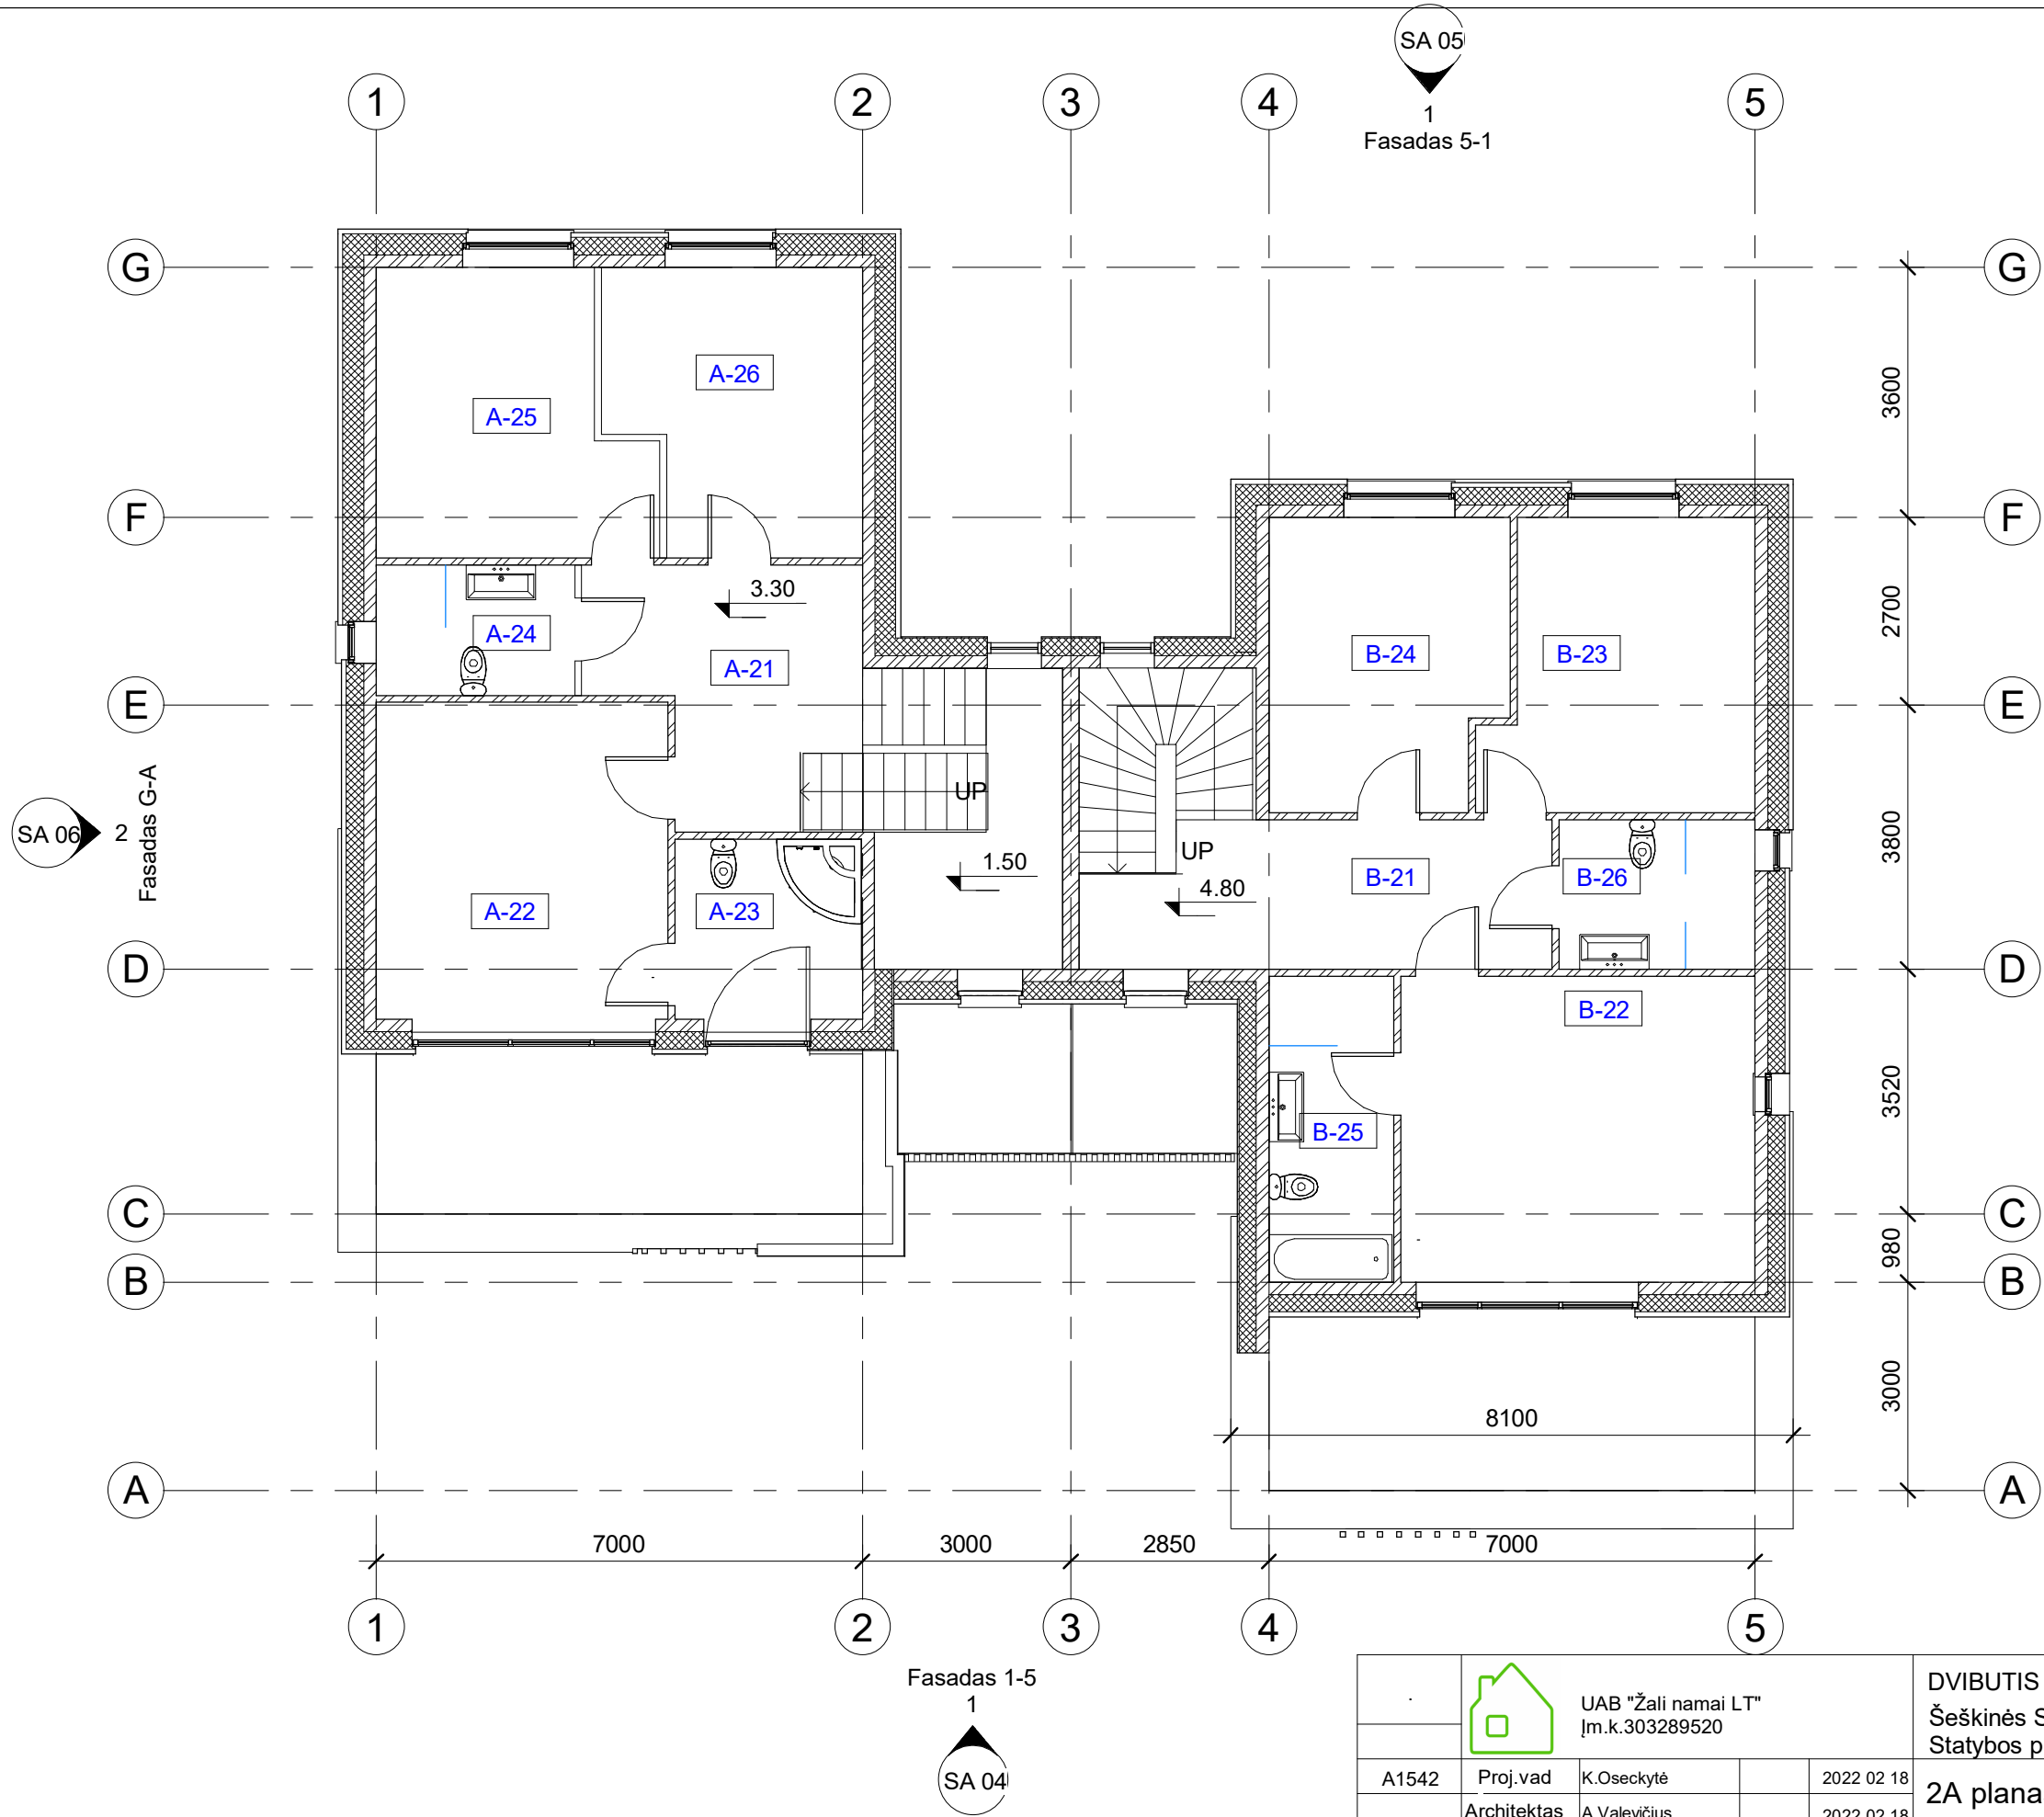 SA 05
1
Fasadas 5-1
1 2 3 4 5
G G
3600
A-26
A-25
F F
2700
3.30
A-24
A-21
B-24 B-23
E E
Fasadas G-A
SA 06 2
3800
UP
UP
1.50
4.80
B-21
B-26
A-22 A-23
D D
B-22
3520
B-25
C C
980
B B
3000
8100
A A
7000 3000 2850 7000
1 2 3 4 5
Fasadas 1-5
1
SA 04
UAB "Žali namai LT"
Įm.k.303289520
DVIBUTIS
Šeškinės S
Statybos p
A1542 Proj.vad K.Oseckytė 2022 02 18
2A plana
Architektas A.Valevičius 2022 02 18